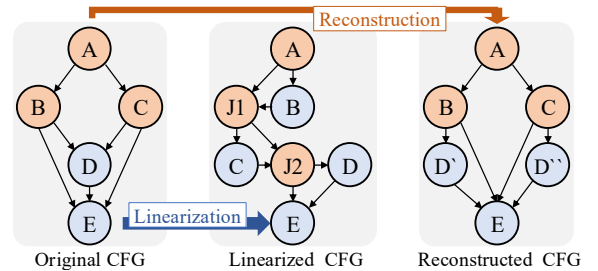 Reconstruction
A
A
A
B
C
J1
B
B
C
D
C
J2
D
D`
D``
E
Linearization
E
E
Original CFG
Linearized CFG
Reconstructed CFG